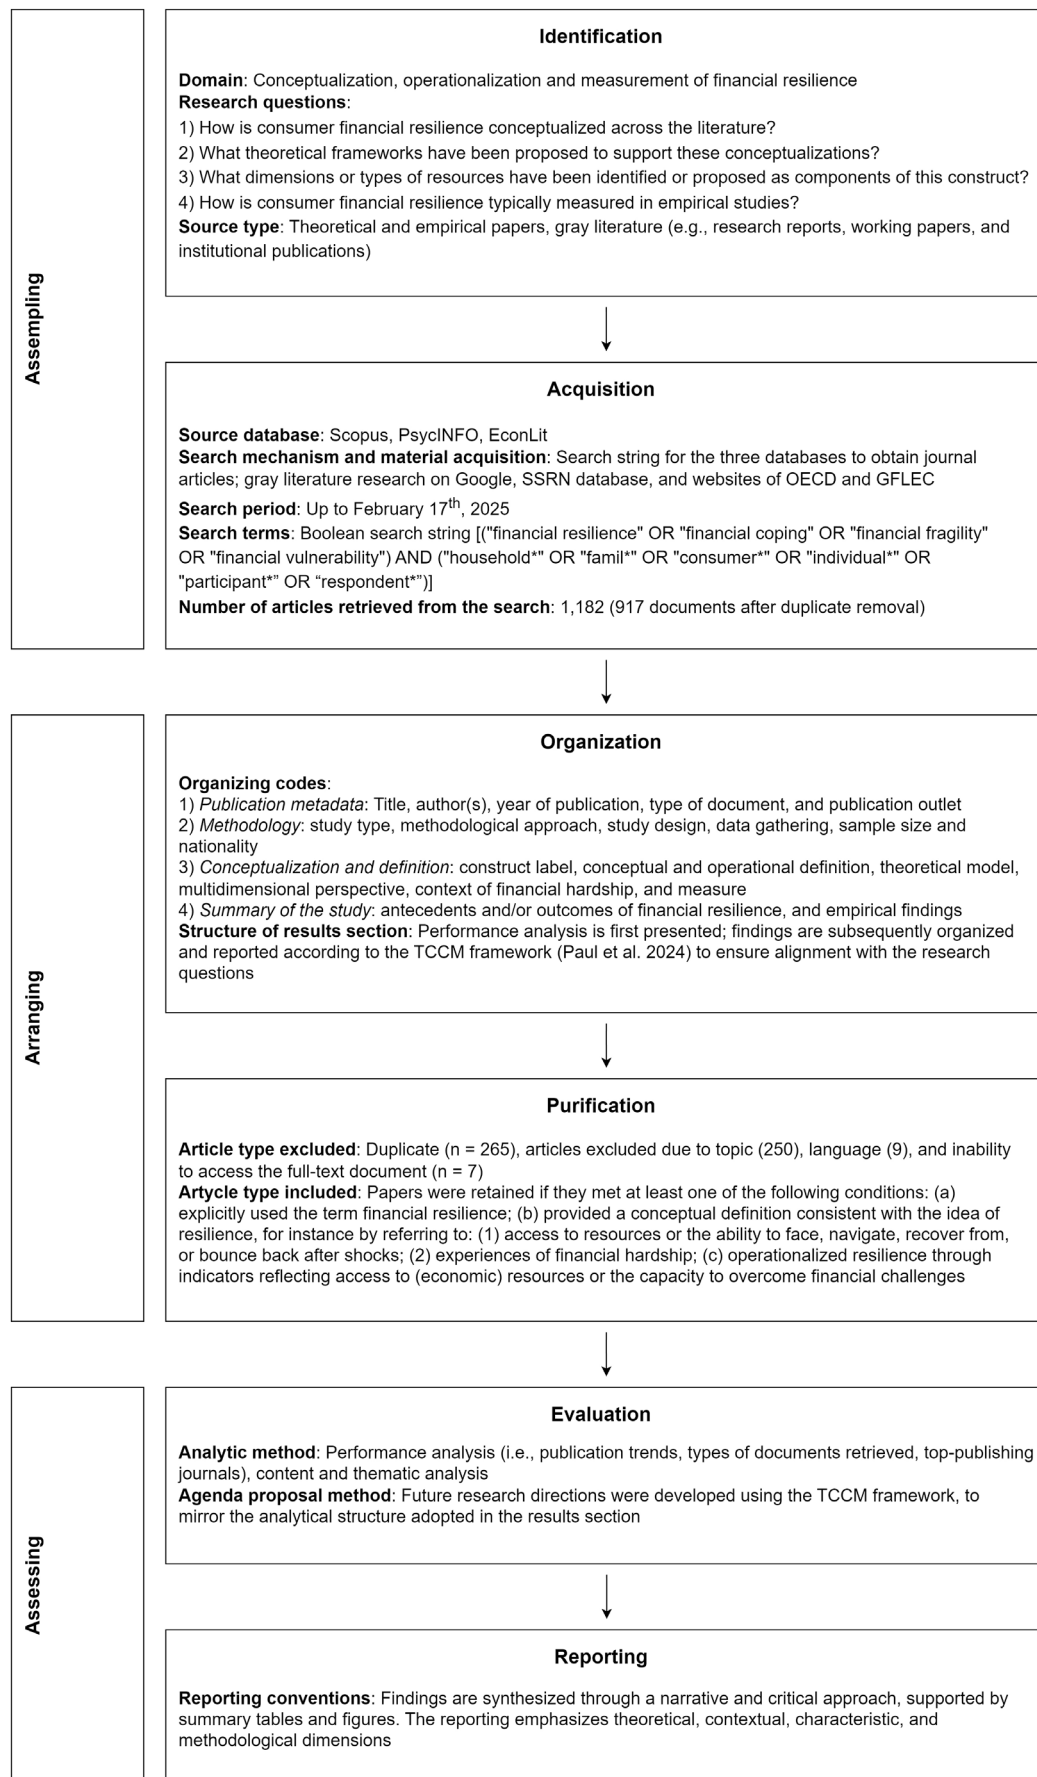 Assempling
Identification
Domain: Conceptualization, operationalization and measurement of financial resilience
Research questions:
1) How is consumer financial resilience conceptualized across the literature?
2) What theoretical frameworks have been proposed to support these conceptualizations?
3) What dimensions or types of resources have been identified or proposed as components of this construct?
4) How is consumer financial resilience typically measured in empirical studies?
Source type: Theoretical and empirical papers, gray literature (e.g., research reports, working papers, and
institutional publications)
Acquisition
Source database: Scopus, PsycINFO, EconLit
Search mechanism and material acquisition: Search string for the three databases to obtain journal
articles; gray literature research on Google, SSRN database, and websites of OECD and GFLEC
Search period: Up to February 17th, 2025
Search terms: Boolean search string [("financial resilience" OR "financial coping" OR "financial fragility"
OR "financial vulnerability") AND ("household*" OR "famil*" OR "consumer*" OR "individual*" OR
"participant*” OR “respondent*”)]
Number of articles retrieved from the search: 1,182 (917 documents after duplicate removal)
Arranging
Organization
Organizing codes:
1) Publication metadata: Title, author(s), year of publication, type of document, and publication outlet
2) Methodology: study type, methodological approach, study design, data gathering, sample size and
nationality
3) Conceptualization and definition: construct label, conceptual and operational definition, theoretical model,
multidimensional perspective, context of financial hardship, and measure
4) Summary of the study: antecedents and/or outcomes of financial resilience, and empirical findings
Structure of results section: Performance analysis is first presented; findings are subsequently organized
and reported according to the TCCM framework (Paul et al. 2024) to ensure alignment with the research
questions
Purification
Article type excluded: Duplicate (n = 265), articles excluded due to topic (250), language (9), and inability
to access the full-text document (n = 7)
Artycle type included: Papers were retained if they met at least one of the following conditions: (a)
explicitly used the term financial resilience; (b) provided a conceptual definition consistent with the idea of
resilience, for instance by referring to: (1) access to resources or the ability to face, navigate, recover from,
or bounce back after shocks; (2) experiences of financial hardship; (c) operationalized resilience through
indicators reflecting access to (economic) resources or the capacity to overcome financial challenges
Assessing
Evaluation
Analytic method: Performance analysis (i.e., publication trends, types of documents retrieved, top-publishing
journals), content and thematic analysis
Agenda proposal method: Future research directions were developed using the TCCM framework, to
mirror the analytical structure adopted in the results section
Reporting
Reporting conventions: Findings are synthesized through a narrative and critical approach, supported by
summary tables and figures. The reporting emphasizes theoretical, contextual, characteristic, and
methodological dimensions